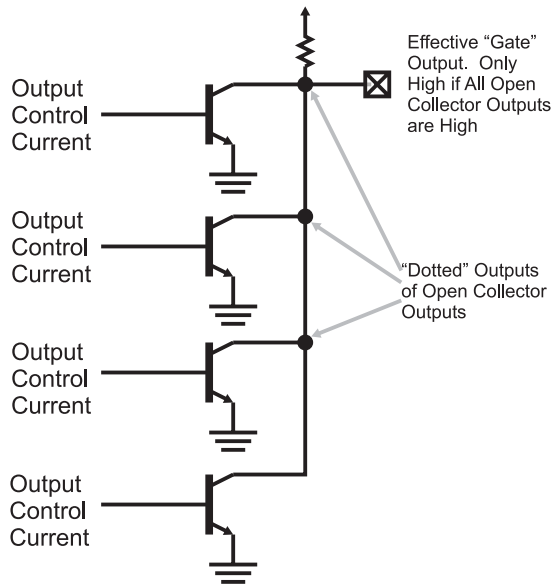 Effective “Gate”
Output.  Only
High if All Open
Collector Outputs
are High
Output
Control
Current
Output
Control
Current
“Dotted” Outputs
of Open Collector
Outputs
Output
Control
Current
Output
Control
Current